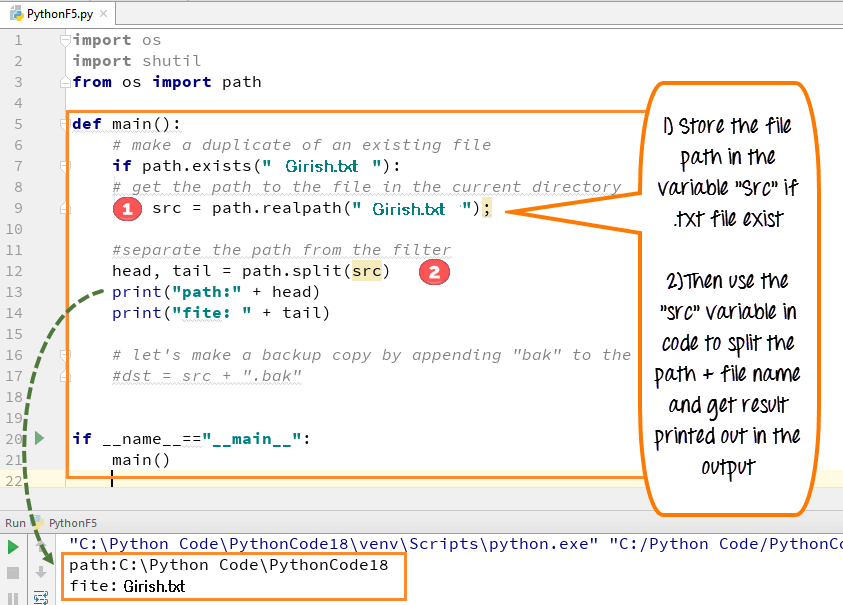 PythonF5.py
1 import os
2 import shutil
3 from os import path
4
5 def main():
6 # make a duplicate of an existing file
7 if path.exists(" Girish.txt "):
8 # get the path to the file in the current directory
9 1 src = path.realpath(" Girish.txt ");
10
11 #separate the path from the filter
12 head, tail = path.split(src) 2
13 print("path:" + head)
14 print("fite: " + tail)
15
16 # let's make a backup copy by appending "bak" to the
17 #dst = src + ".bak"
18
19
20 if __name__=="__main__":
21 main()
22
1) Store the file
path in the
variable "Src" if
.txt file exist
2)Then use the
"src" variable in
code to split the
path + file name
and get result
printed out in the
output
Run PythonF5
"C:\Python Code\PythonCode18\venv\Scripts\python.exe" "C:/Python Code/PythonCo
path:C:\Python Code\PythonCode18
fite: Girish.txt